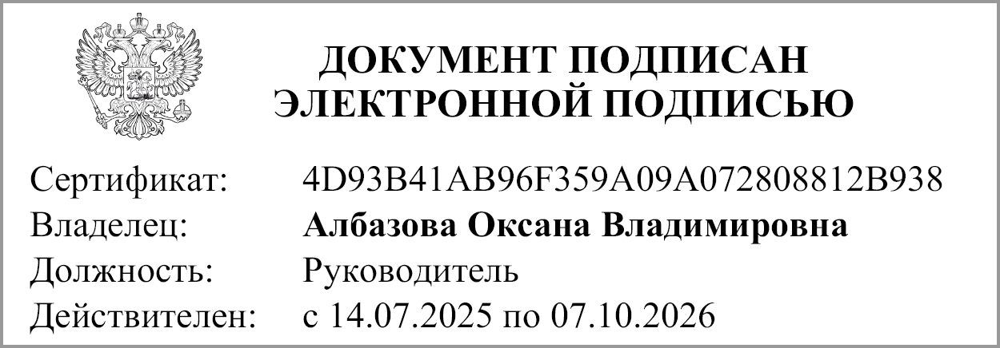 ДОКУМЕНТ ПОДПИСАН
ЭЛЕКТРОННОЙ ПОДПИСЬЮ
Сертификат: 4D93B41AB96F359A09A072808812B938
Владелец: Албазова Оксана Владимировна
Должность: Руководитель
Действителен: с 14.07.2025 по 07.10.2026